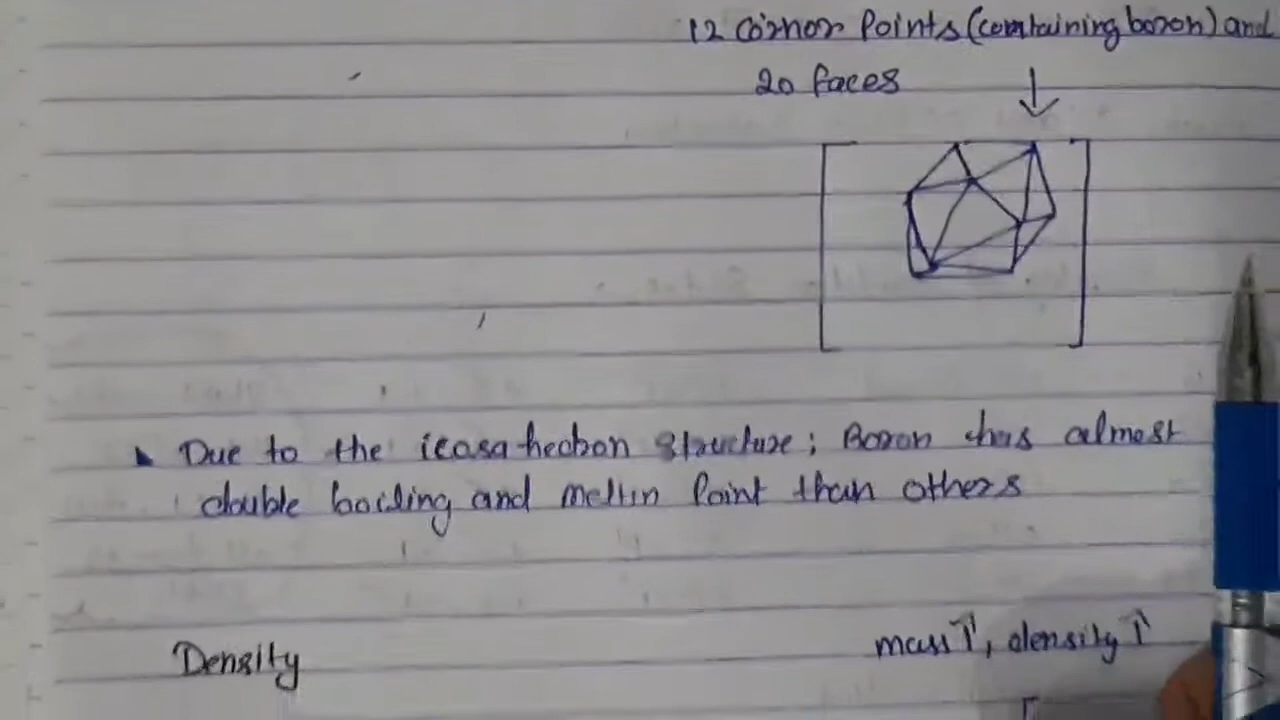 12 Cornor Points (containing boron) and
20 faces
Due to the icosahedron structure; Boron has almost
double boiling and meltin Point than others
Density
mass ↑, density ↑